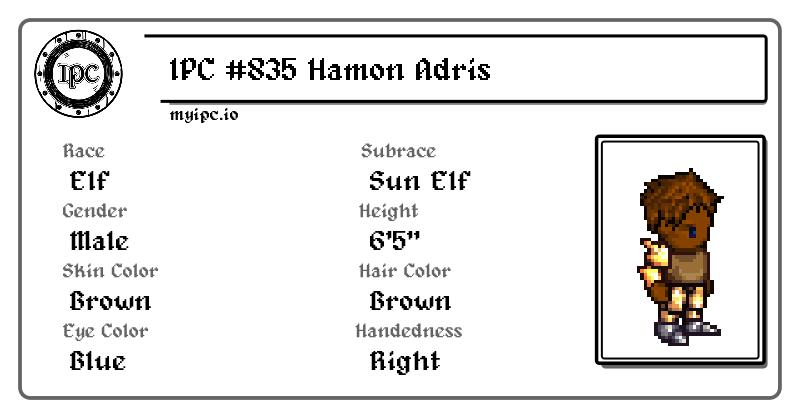 IPC
IPC #835 Hamon Adris
myipc.io
Race
Elf
Subrace
Sun Elf
Gender
Male
Height
6'5"
Skin Color
Brown
Hair Color
Brown
Eye Color
Blue
Handedness
Right